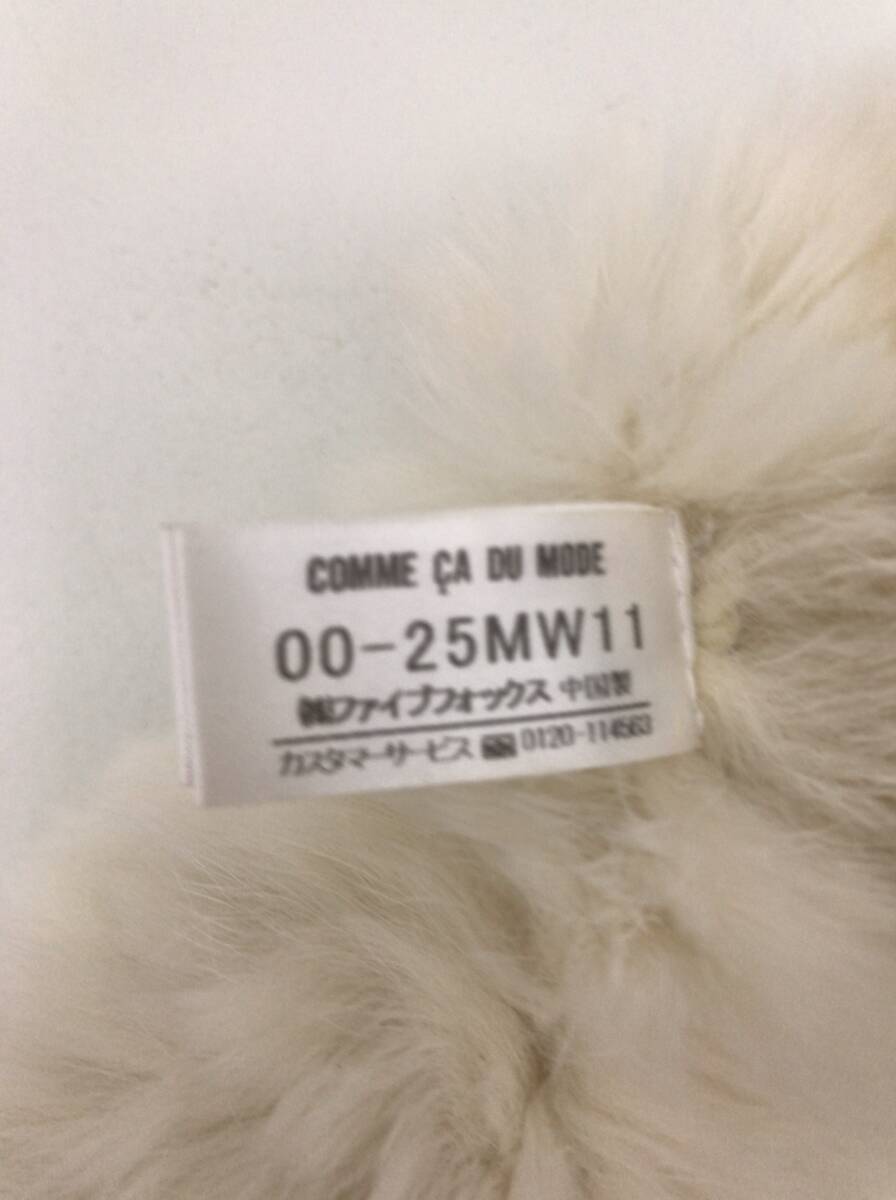 COMME ÇA DU MODE
00-25MW11
㈱ファイブフォックス 中国製
カスタマーサービス 0120-114563